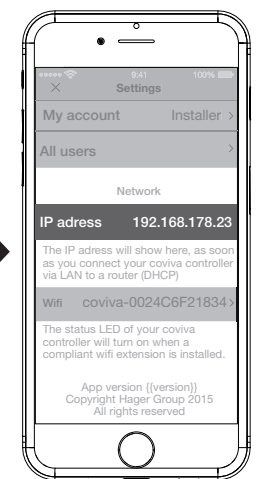 9:41 100%
× Settings
My account Installer >
All users >
Network
IP adress 192.168.178.23
The IP adress will show here, as soon
as you connect your coviva controller
via LAN to a router (DHCP)
Wifi coviva-0024C6F21834 >
The status LED of your coviva
controller will turn on when a
compliant wifi extension is installed.
App version {{version}}
Copyright Hager Group 2015
All rights reserved